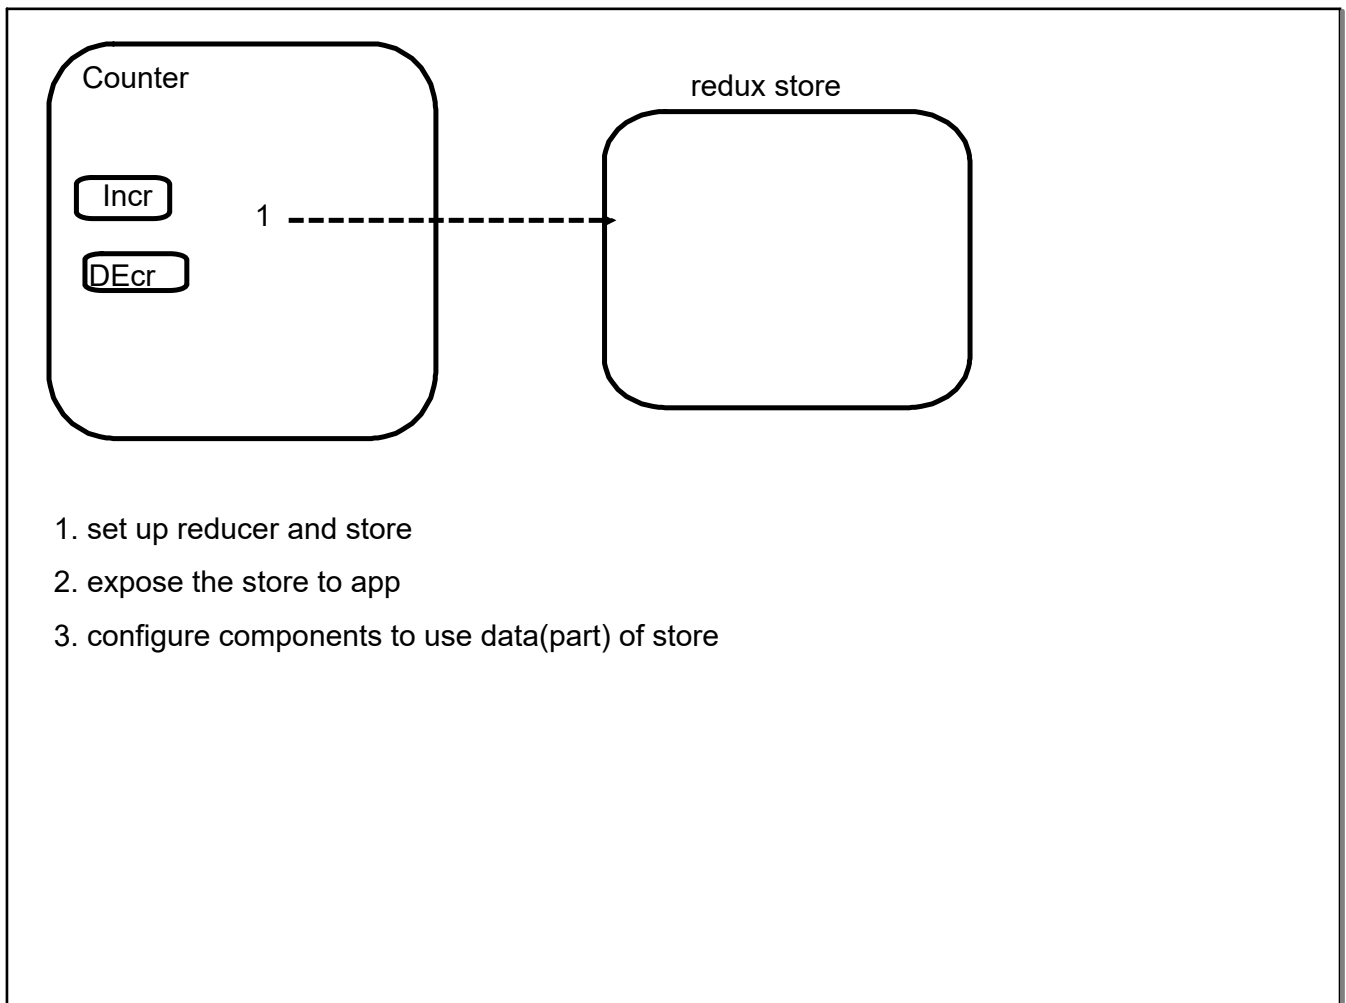 Counter
redux store
Incr
1
DEcr
1. set up reducer and store
2. expose the store to app
3. configure components to use data(part) of store